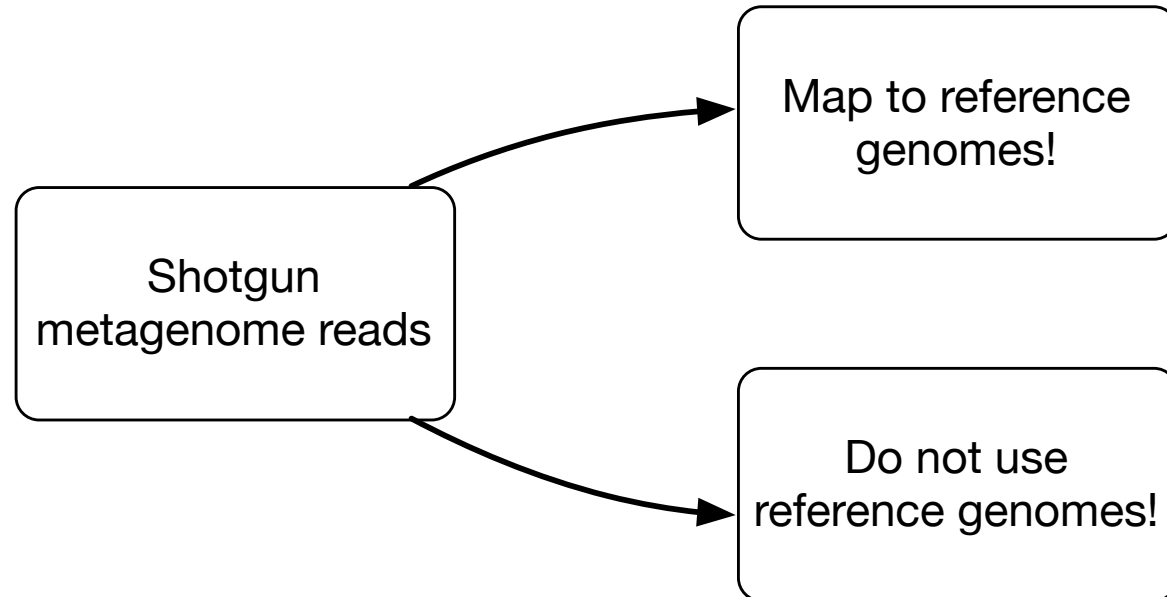 Map to reference
genomes!
Shotgun
metagenome reads
Do not use
reference genomes!